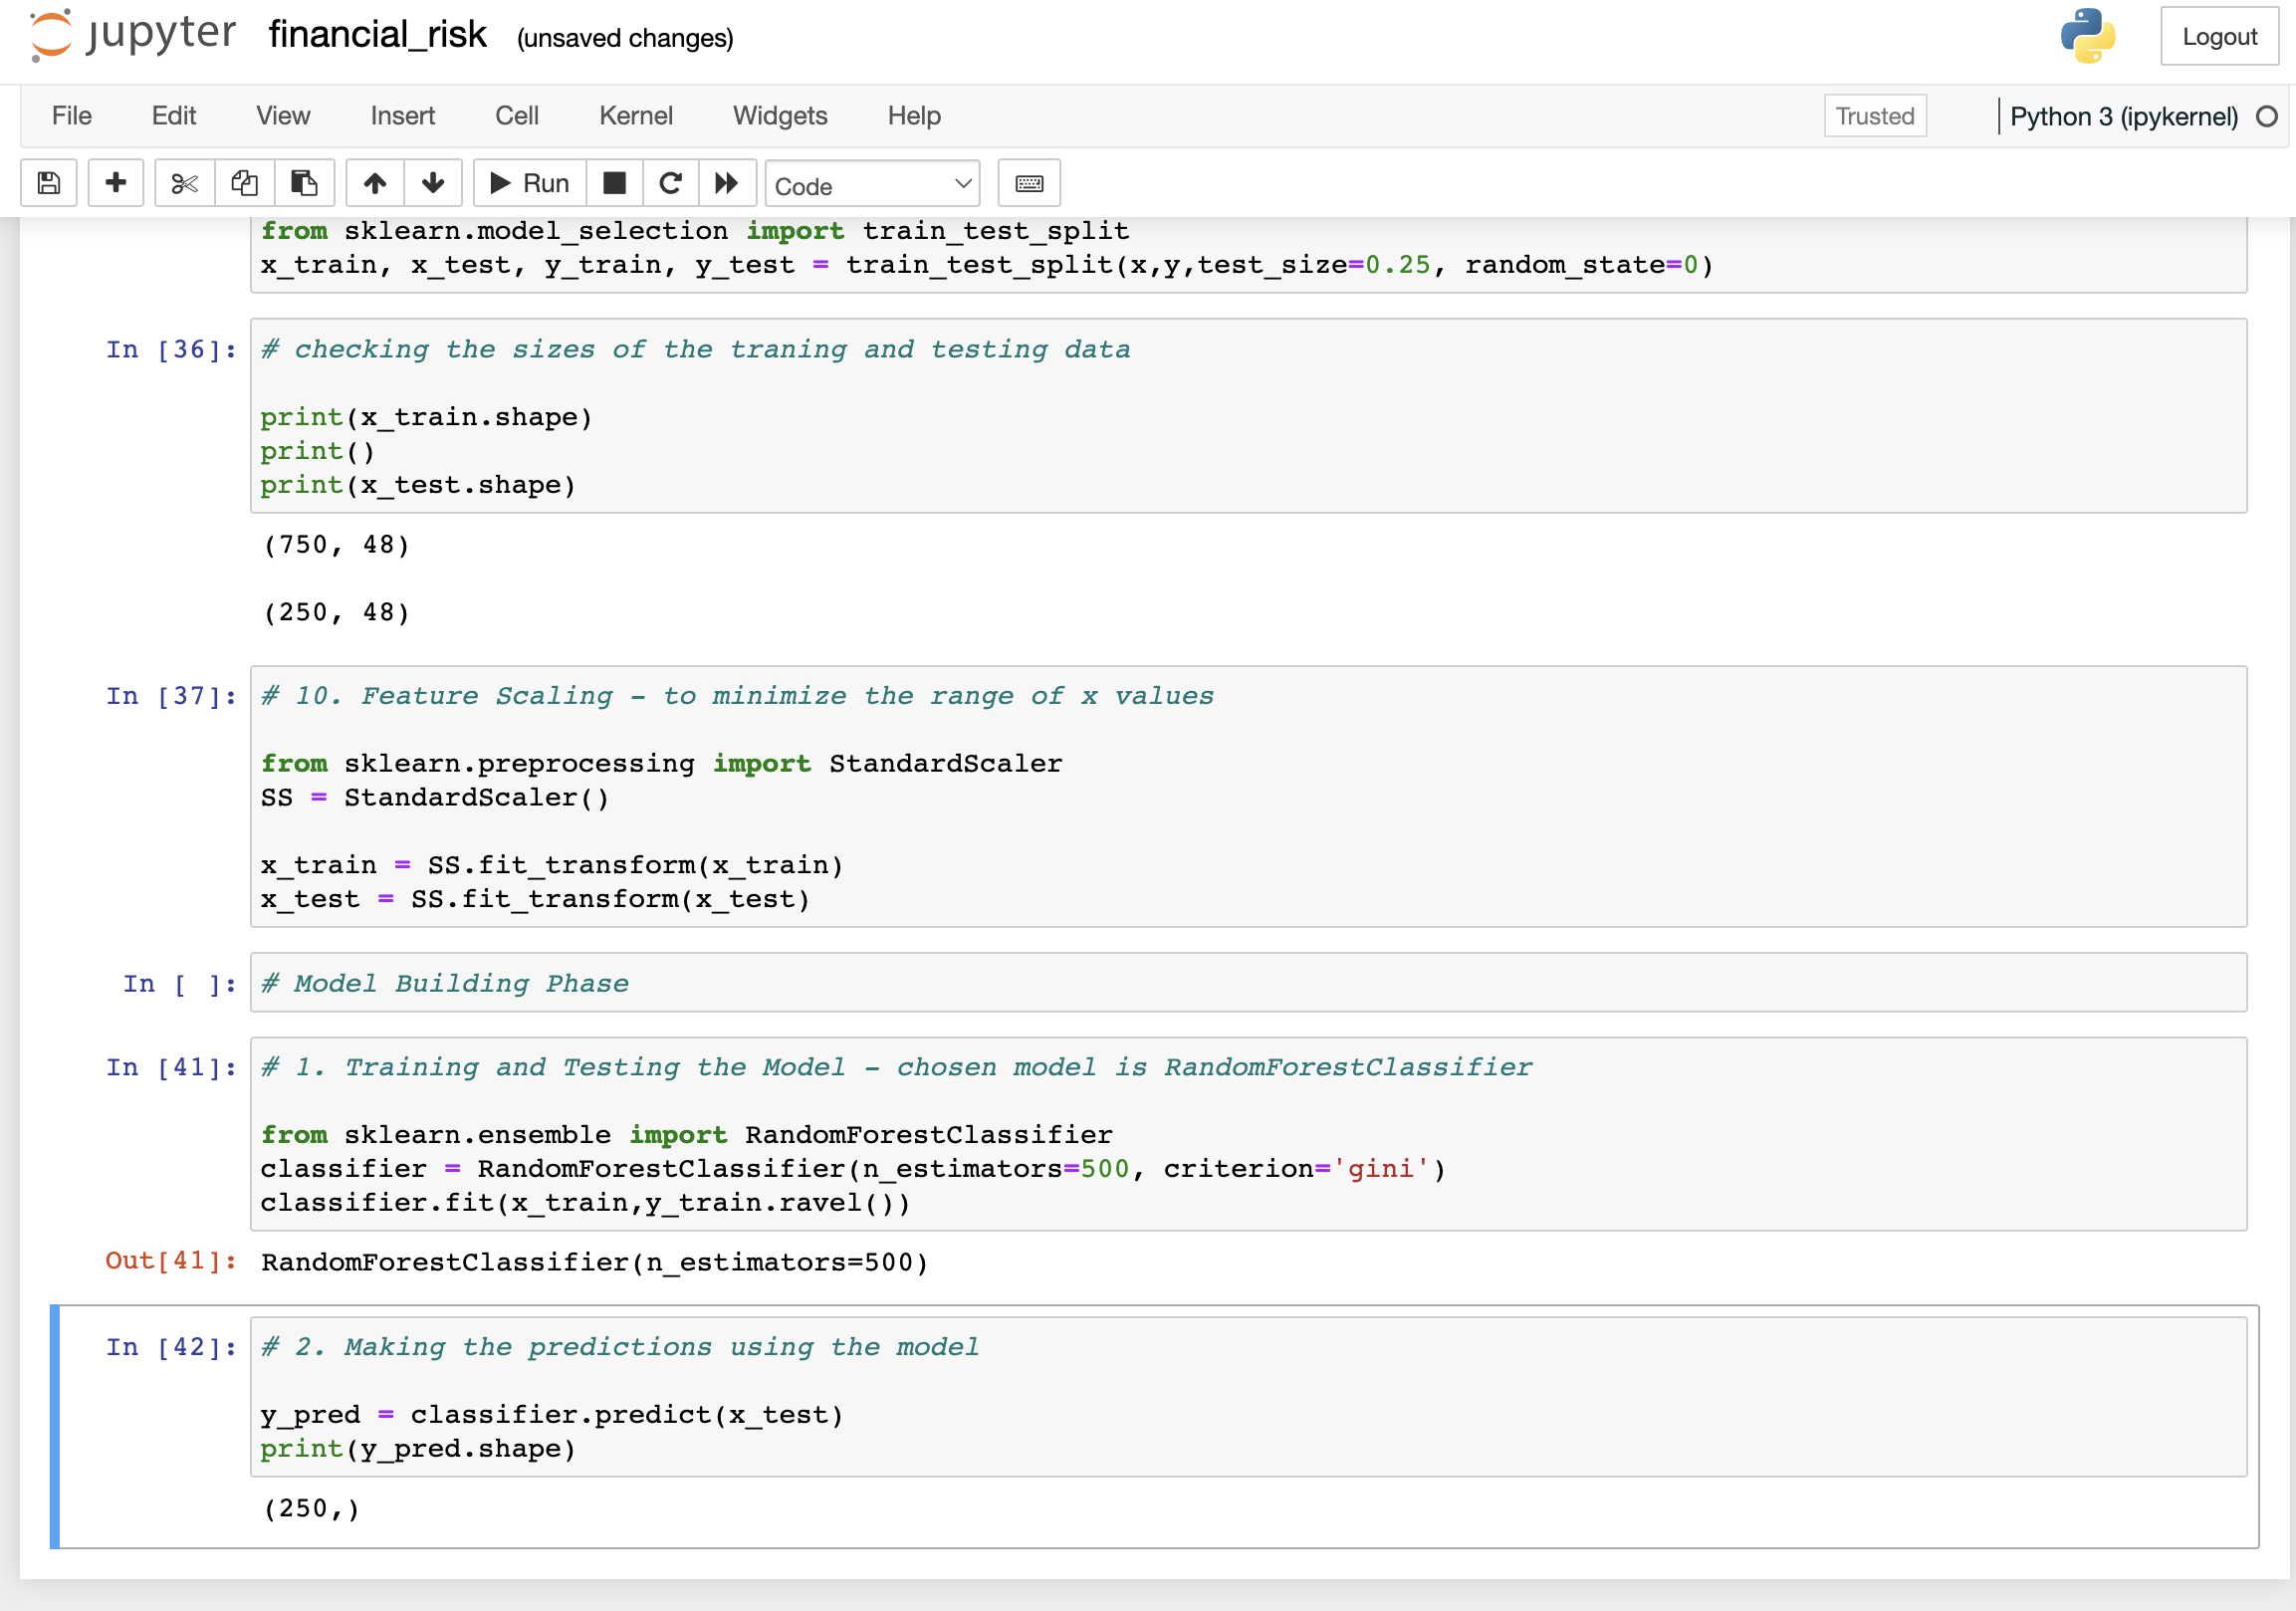 jupyter financial_risk (unsaved changes) Logout
File Edit View Insert Cell Kernel Widgets Help Trusted Python 3 (ipykernel)
Run Code
from sklearn.model_selection import train_test_split
x_train, x_test, y_train, y_test = train_test_split(x,y,test_size=0.25, random_state=0)
In [36]: # checking the sizes of the traning and testing data
print(x_train.shape)
print()
print(x_test.shape)
(750, 48)
(250, 48)
In [37]: # 10. Feature Scaling - to minimize the range of x values
from sklearn.preprocessing import StandardScaler
SS = StandardScaler()
x_train = SS.fit_transform(x_train)
x_test = SS.fit_transform(x_test)
In [ ]: # Model Building Phase
In [41]: # 1. Training and Testing the Model - chosen model is RandomForestClassifier
from sklearn.ensemble import RandomForestClassifier
classifier = RandomForestClassifier(n_estimators=500, criterion='gini')
classifier.fit(x_train,y_train.ravel())
Out[41]: RandomForestClassifier(n_estimators=500)
In [42]: # 2. Making the predictions using the model
y_pred = classifier.predict(x_test)
print(y_pred.shape)
(250,)